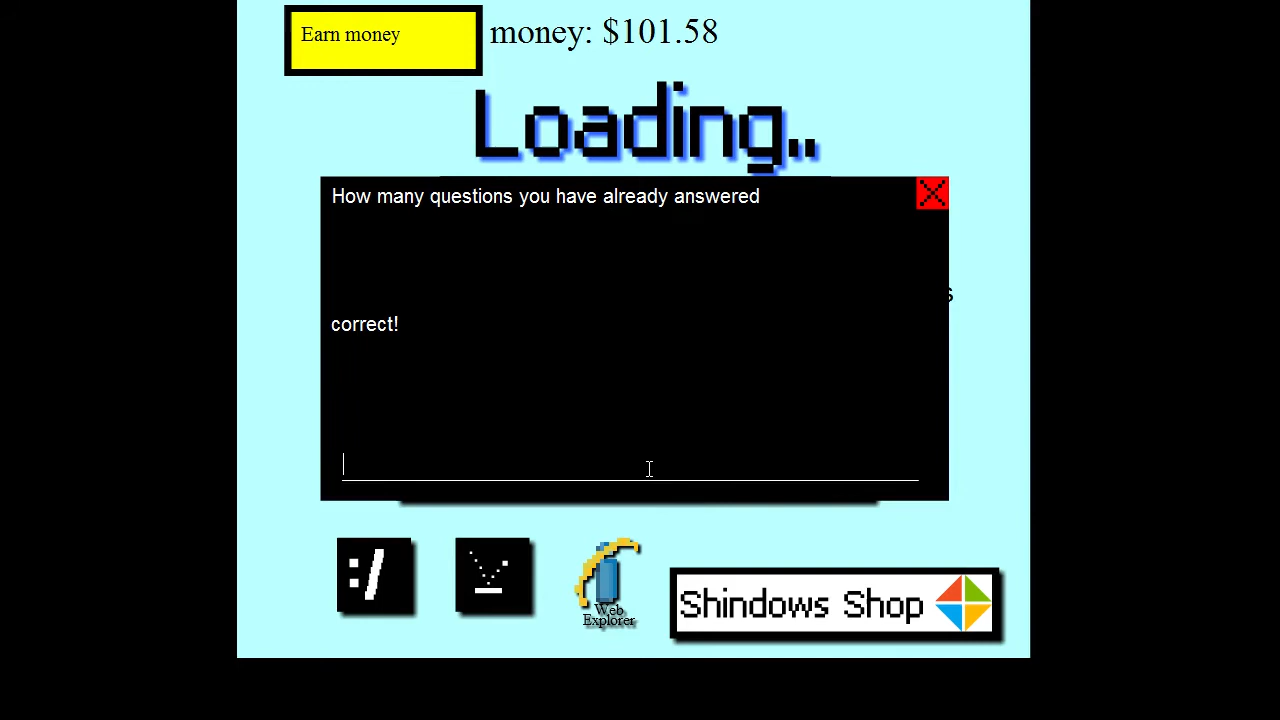 Earn money
money: $101.58
Loading..
How many questions you have already answered
s
correct!
:/
Web
Explorer
Shindows Shop